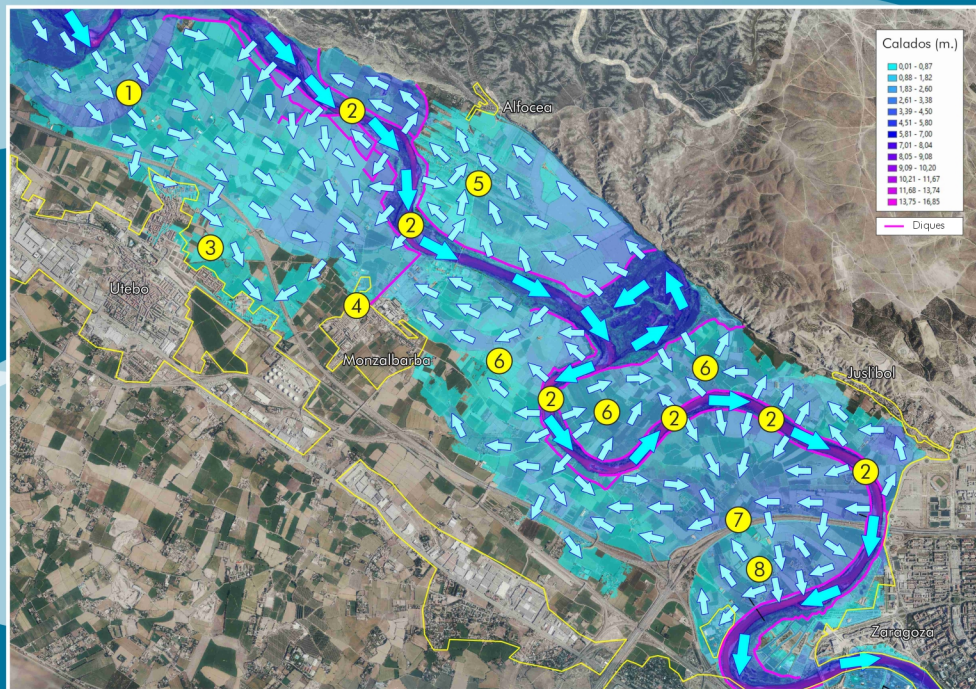 Calados (m.)
0,01 - 0,87
0,88 - 1,82
1,83 - 2,60
2,61 - 3,38
3,39 - 4,50
4,51 - 5,80
5,81 - 7,00
7,01 - 8,04
8,05 - 9,08
9,09 - 10,20
10,21 - 11,67
11,68 - 13,74
13,75 - 16,85
Diques
1
2
Alfocea
5
2
3
Utebo
4
Monzalbarba
6
6
Juslibol
2
6
2
2
2
7
8
Zaragoza